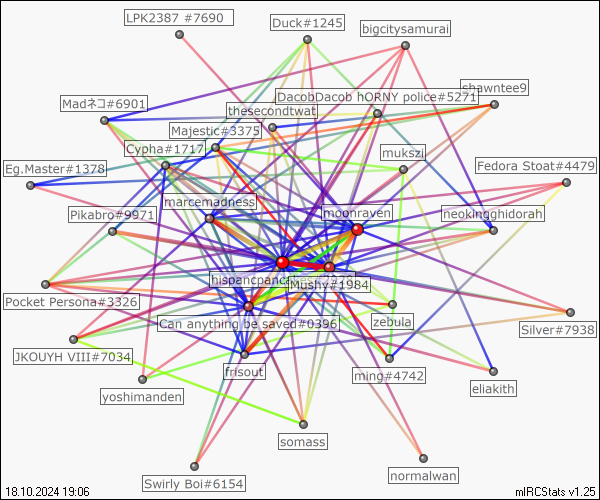 LPK2387 #7690
Duck#1245
bigcitysamurai
shawntee9
DacobDacob hORNY police#5271
Madネコ#6901
thesecondtwat
Majestic#3375
Cypha#1717
mukszi
Eg.Master#1378
Fedora Stoat#4479
marcemadness
moonraven
Pikabro#9971
neokingghidorah
hispancpanc
Mushy#1984
Pocket Persona#3326
Can anything be saved#0396
zebula
Silver#7938
JKOUYH VIII#7034
frisout
ming#4742
yoshimanden
eliakith
somass
Swirly Boi#6154
normalwan
18.10.2024 19:06
mIRCStats v1.25